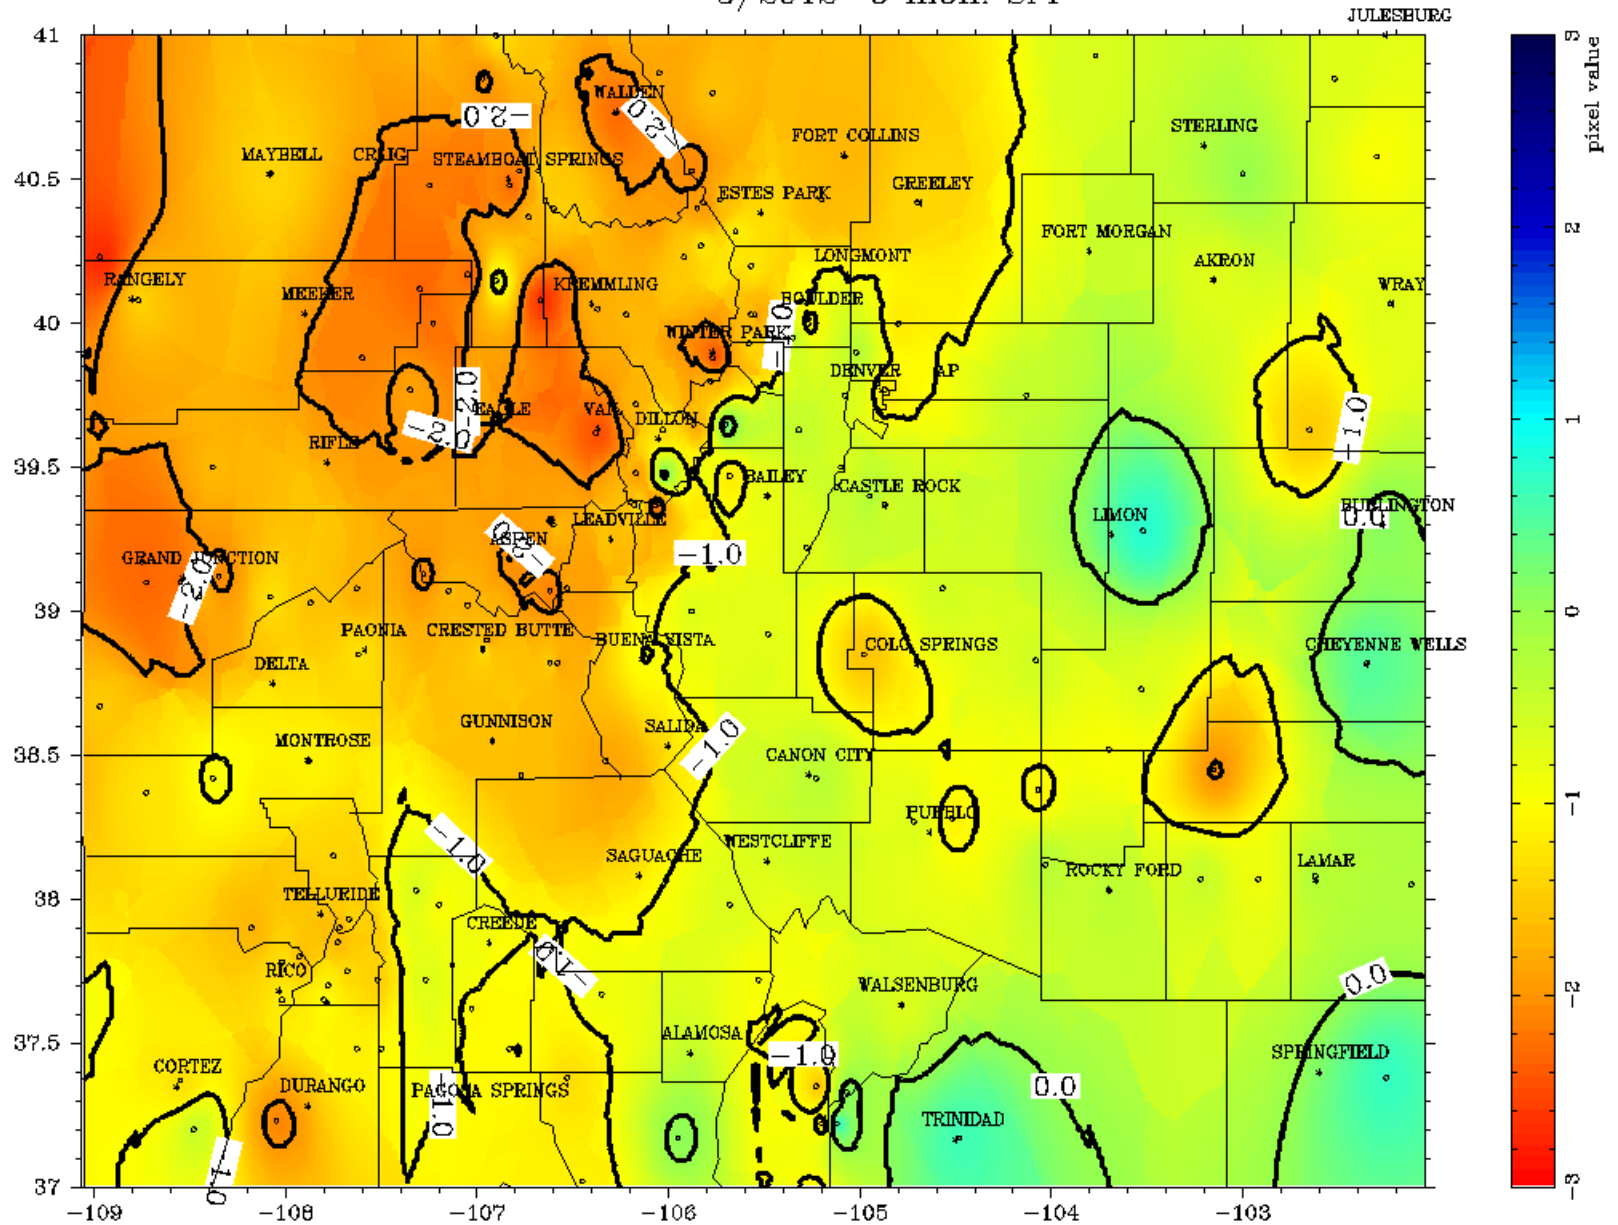 JULESBURG
41
WALDEN
-2.0
-2.0
STERLING
FORT COLLINS
MAYBELL
CRAIG
STEAMBOAT SPRINGS
40.5
ESTES PARK
GREELEY
FORT MORGAN
LONGMONT
AKRON
RANGELY
MEEKER
KREMMLING
BOULDER
WRAY
40
WINTER PARK
DENVER AP
EAGLE
VAIL
DILLON
-2.0
-2.0
-1.0
RIFLE
39.5
BAILEY
CASTLE ROCK
LIMON
BURLINGTON
0.0
LEADVILLE
ASPEN
-1.0
GRAND JUNCTION
-2.0
39
PAONIA
CRESTED BUTTE
BUENA VISTA
COLO SPRINGS
CHEYENNE WELLS
DELTA
GUNNISON
SALIDA
MONTROSE
-1.0
CANON CITY
38.5
PUEBLO
-1.0
WESTCLIFFE
SAGUACHE
LAMAR
ROCKY FORD
38
TELLURIDE
CREEDE
-1.0
RICO
0.0
WALSENBURG
37.5
ALAMOSA
-1.0
SPRINGFIELD
CORTEZ
DURANGO
PAGOSA SPRINGS
-1.0
0.0
TRINIDAD
37
-109
-108
-107
-106
-105
-104
-103
3
2
1
0
-1
-2
-3
pixel value